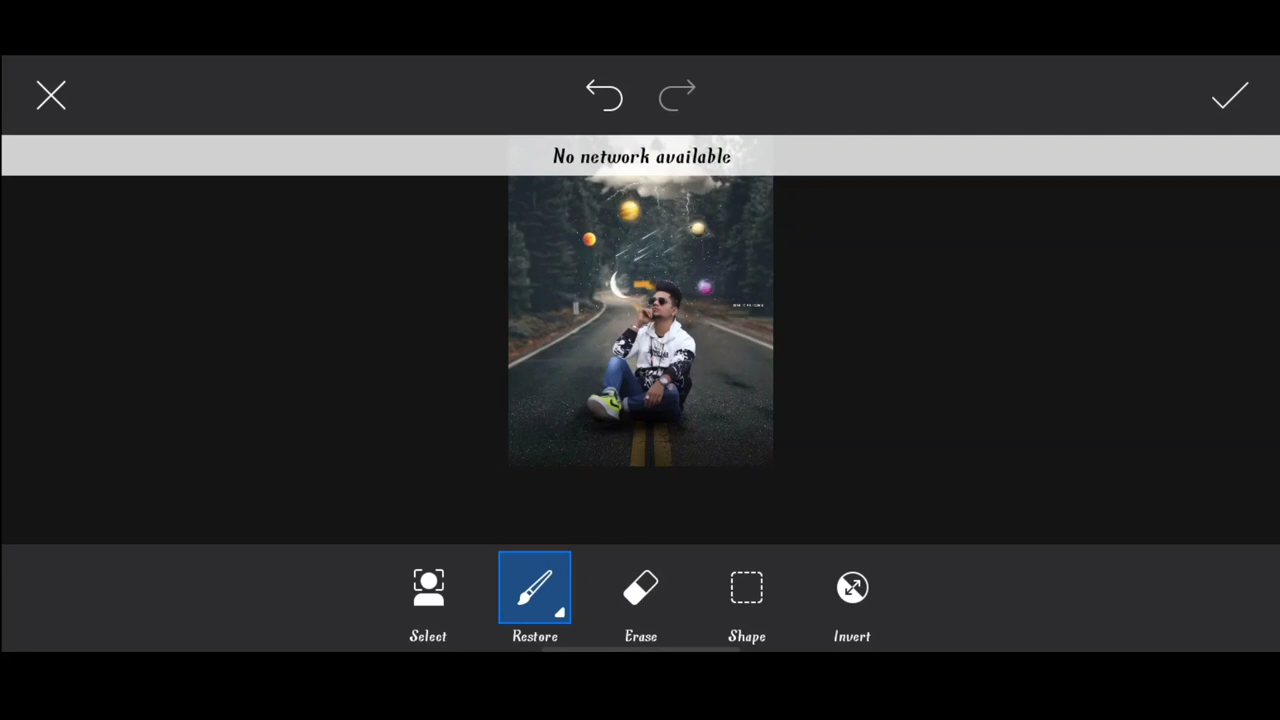 No network available
Select
Restore
Erase
Shape
Invert